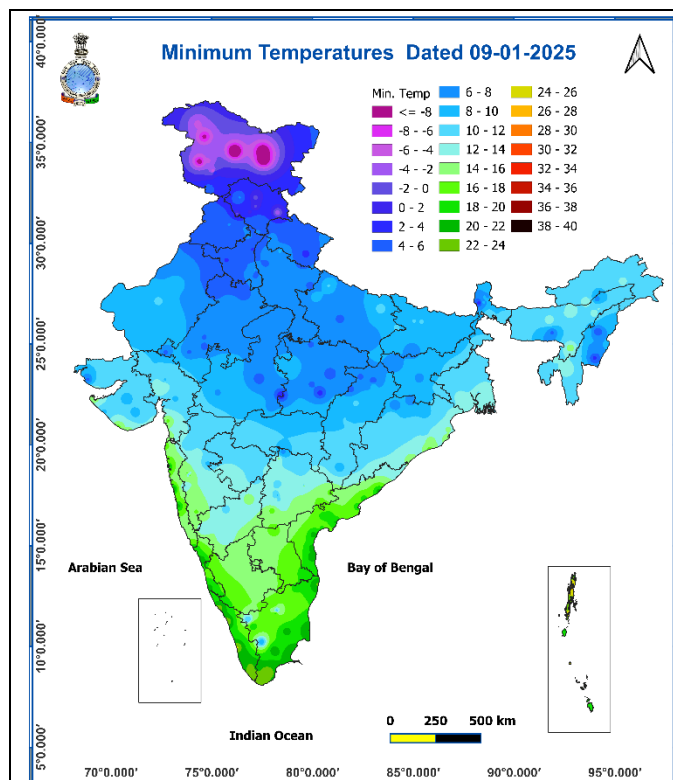 Minimum Temperatures Dated 09-01-2025
Min. Temp
<= -8
-8 - -6
-6 - -4
-4 - -2
-2 - 0
0 - 2
2 - 4
4 - 6
6 - 8
8 - 10
10 - 12
12 - 14
14 - 16
16 - 18
18 - 20
20 - 22
22 - 24
24 - 26
26 - 28
28 - 30
30 - 32
32 - 34
34 - 36
36 - 38
38 - 40
40°0.000'
35°0.000'
30°0.000'
25°0.000'
20°0.000'
15°0.000'
10°0.000'
5°0.000'
Arabian Sea
Bay of Bengal
Indian Ocean
0 250 500 km
70°0.000' 75°0.000' 80°0.000' 85°0.000' 90°0.000' 95°0.000'